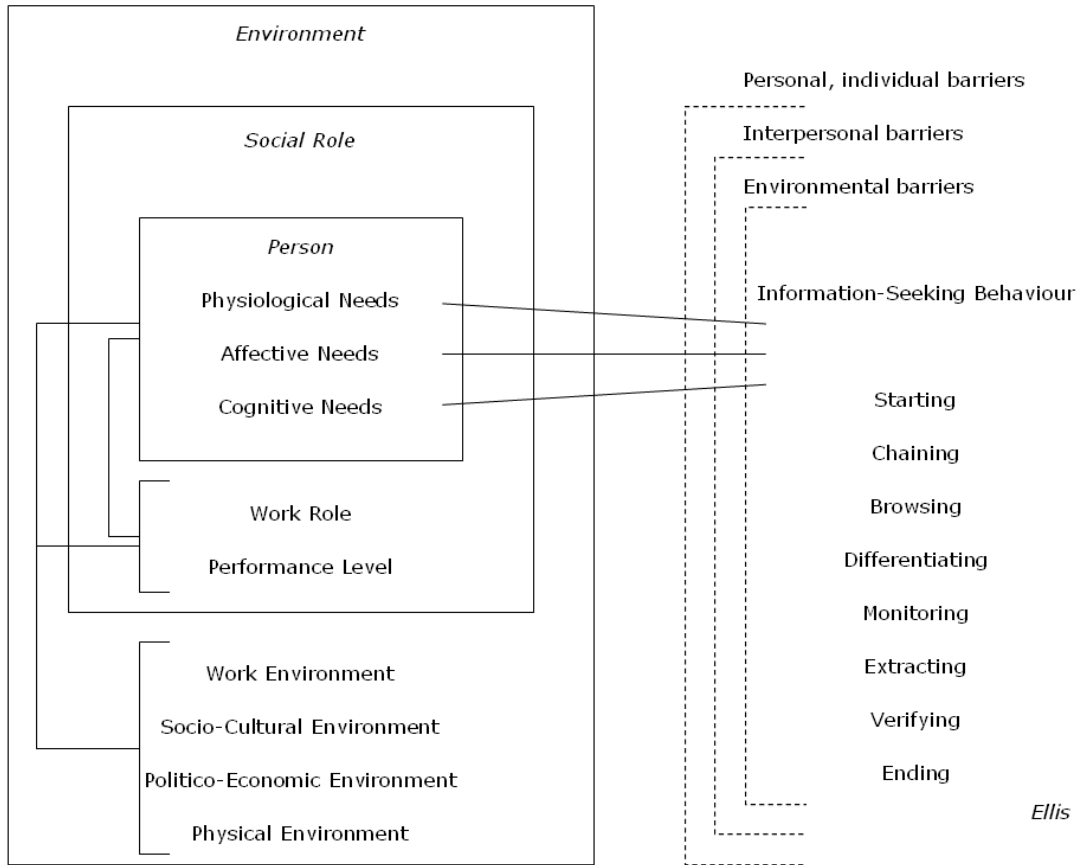 Environment
Social Role
Person
Physiological Needs
Affective Needs
Cognitive Needs
Work Role
Performance Level
Work Environment
Socio-Cultural Environment
Politico-Economic Environment
Physical Environment
Personal, individual barriers
Interpersonal barriers
Environmental barriers
Information-Seeking Behaviour
Starting
Chaining
Browsing
Differentiating
Monitoring
Extracting
Verifying
Ending
Ellis